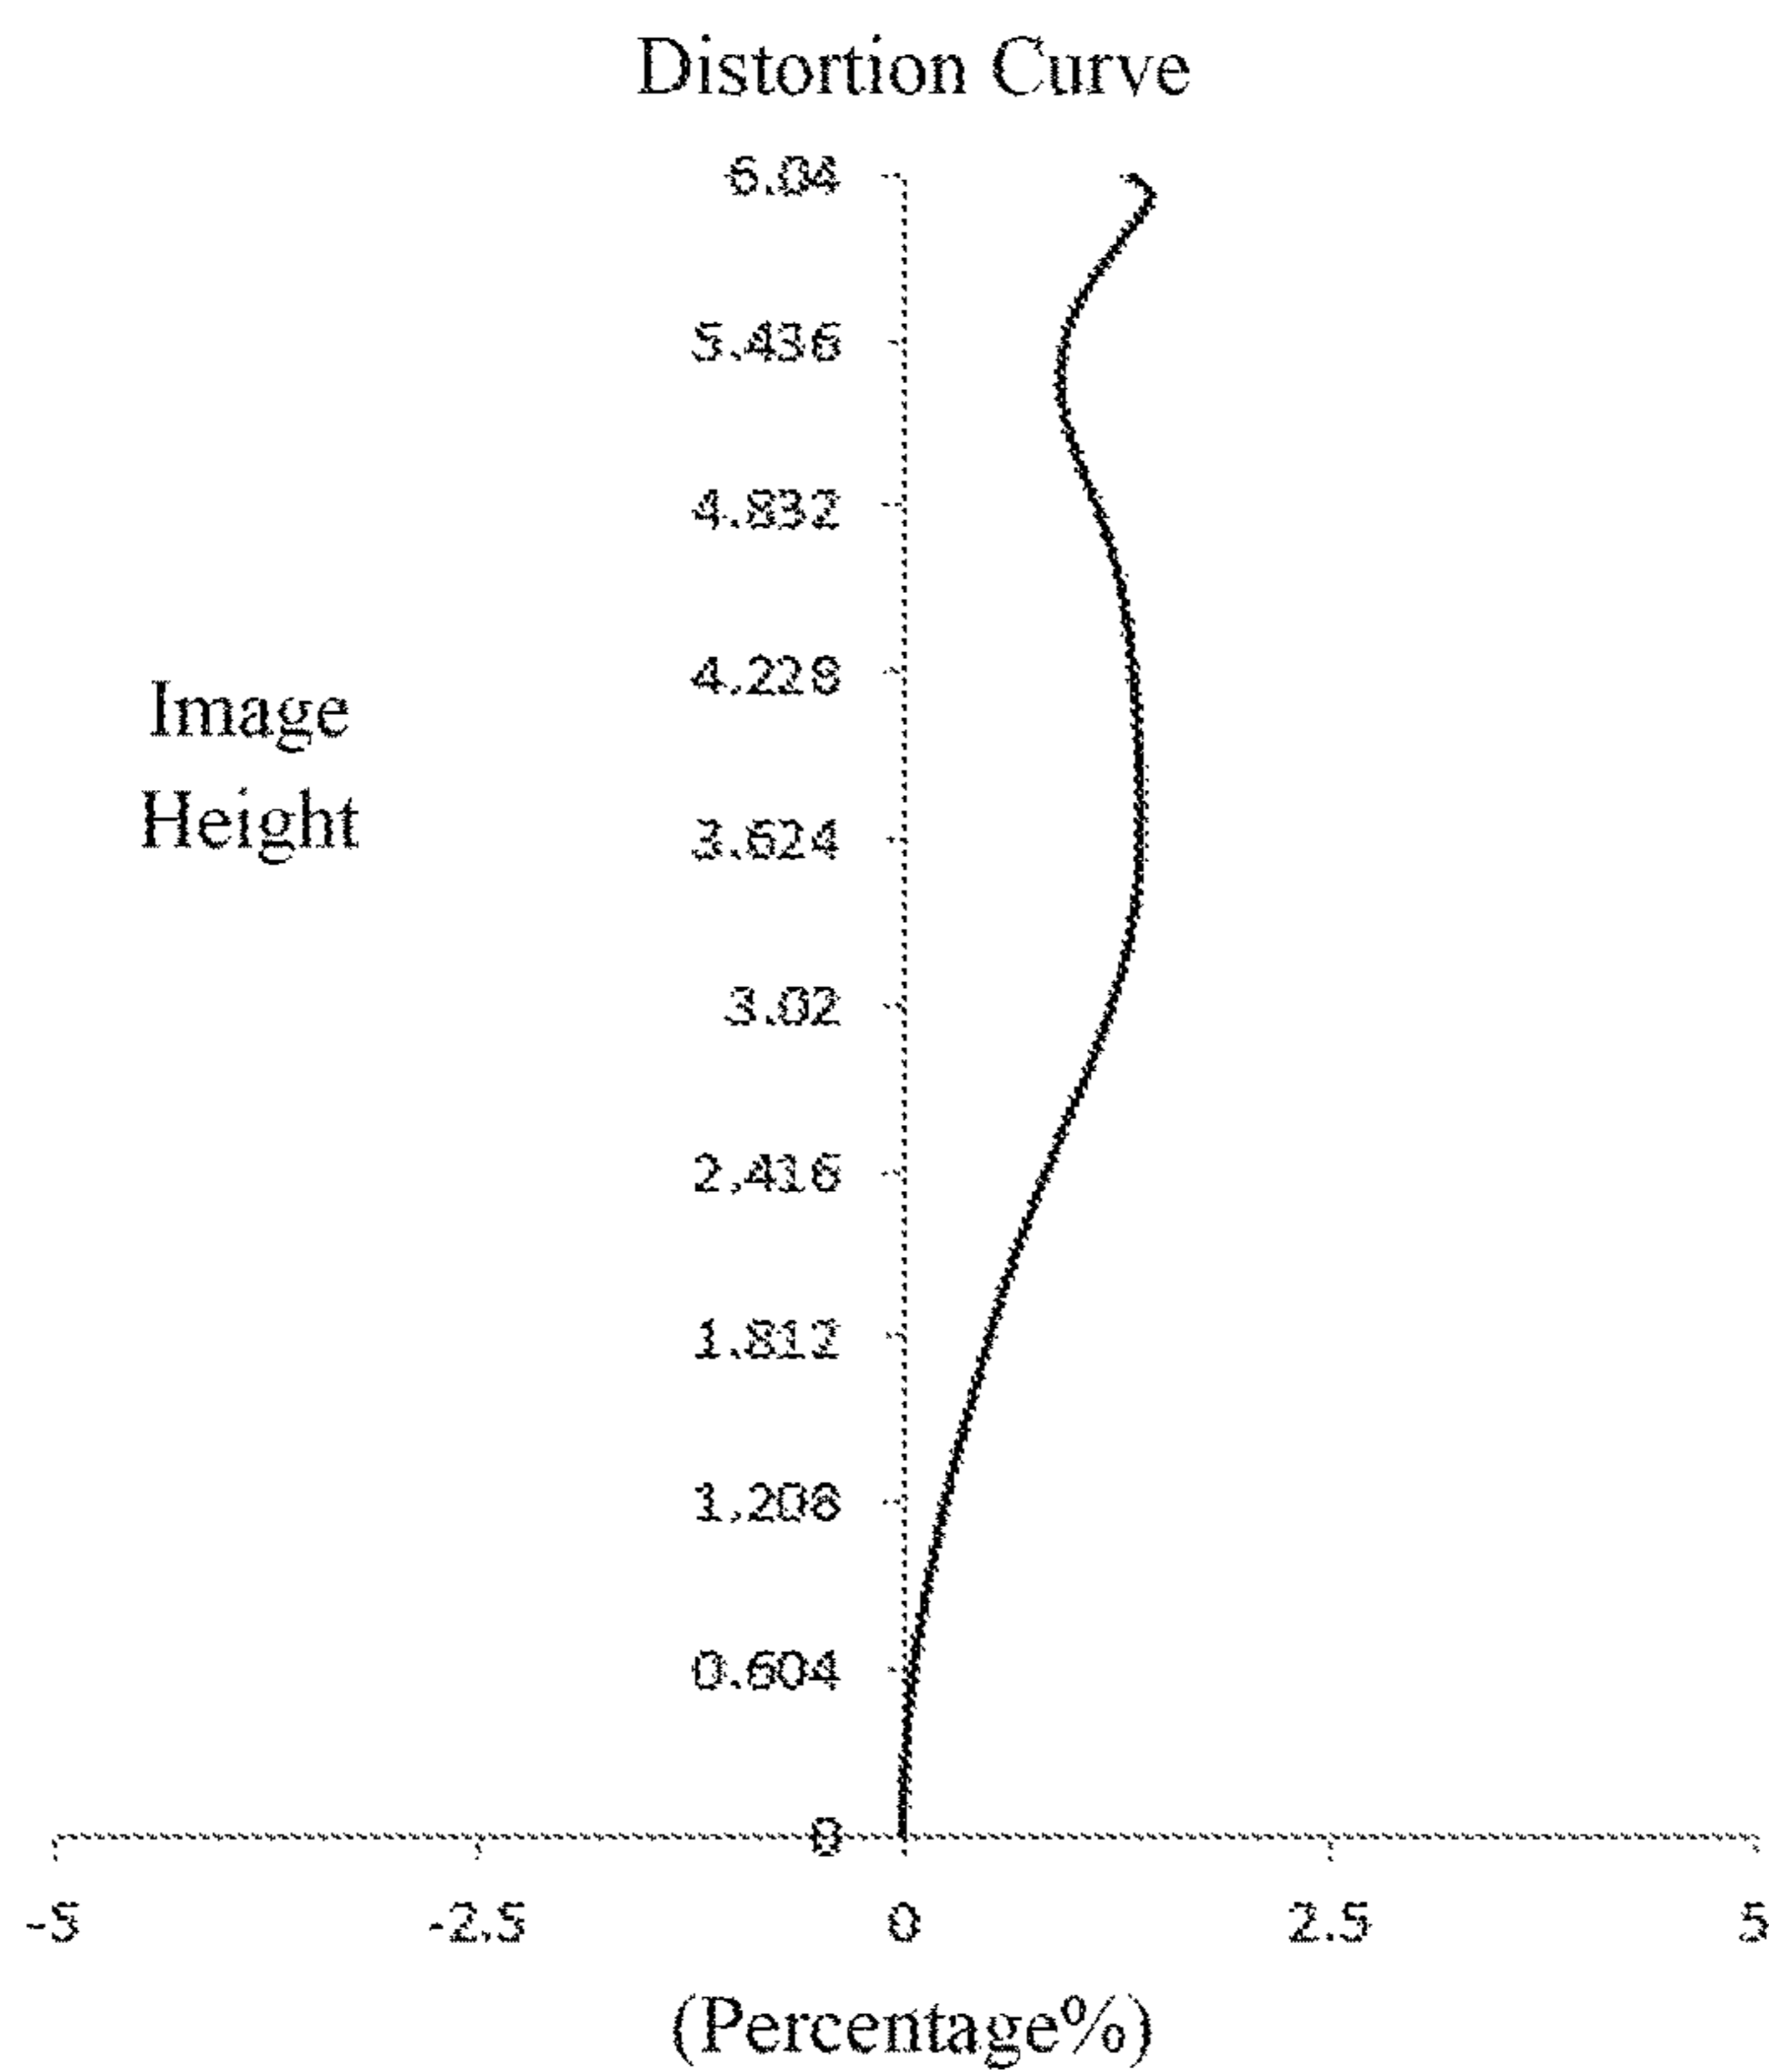 Distortion Curve
6.04
5.436
4.832
4.228
Image
Height
3.624
3.02
2.416
1.812
1.208
0.604
0
-5 -2.5 0 2.5 5
(Percentage%)